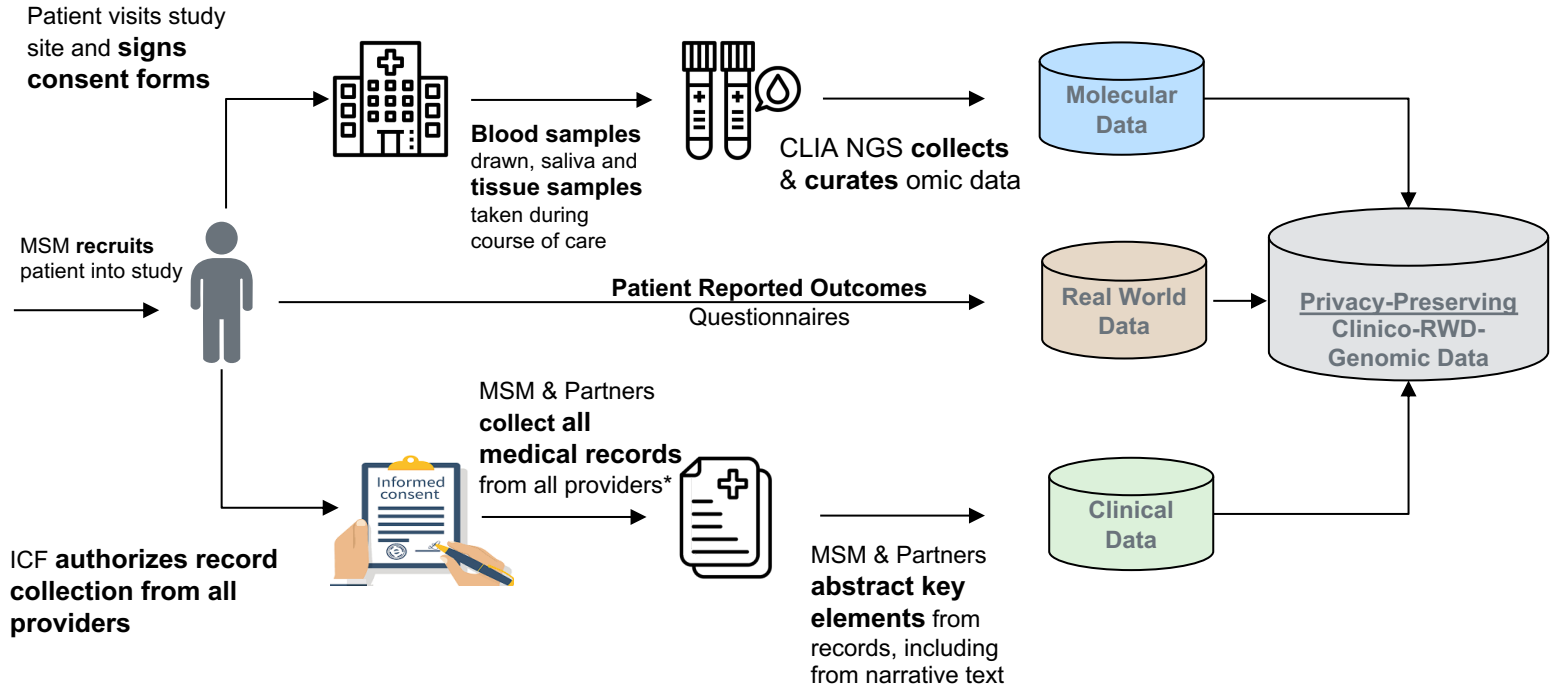 Patient visits study
site and signs
consent forms
Blood samples
drawn, saliva and
tissue samples
taken during
course of care
CLIA NGS collects
& curates omic data
Molecular
Data
MSM recruits
patient into study
Patient Reported Outcomes
Questionnaires
Real World
Data
Privacy-Preserving
Clinico-RWD-
Genomic Data
ICF authorizes record
collection from all
providers
Informed
consent
MSM & Partners
collect all
medical records
from all providers*
MSM & Partners
abstract key
elements from
records, including
from narrative text
Clinical
Data